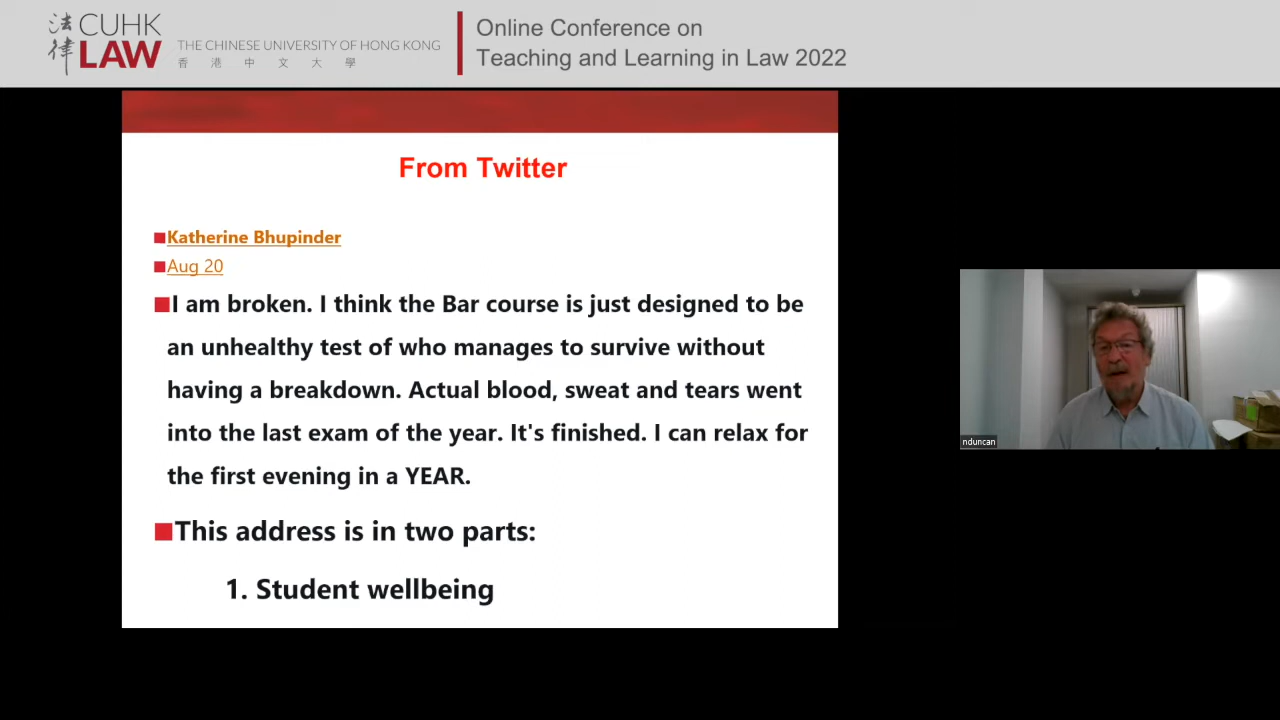 法律
CUHK
LAW
THE CHINESE UNIVERSITY OF HONG KONG
香港中文大學
Online Conference on
Teaching and Learning in Law 2022
From Twitter
Katherine Bhupinder
Aug 20
I am broken. I think the Bar course is just designed to be
an unhealthy test of who manages to survive without
having a breakdown. Actual blood, sweat and tears went
into the last exam of the year. It's finished. I can relax for
the first evening in a YEAR.
This address is in two parts:
1. Student wellbeing
nduncan